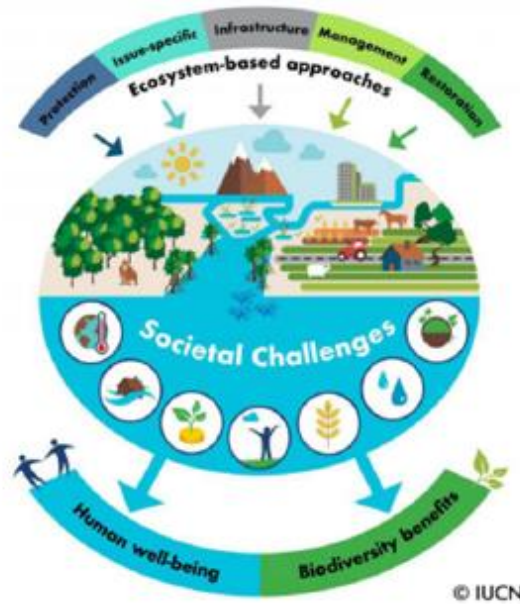 Protection
Issue-specific
Infrastructure
Management
Restoration
Ecosystem-based approaches
Societal Challenges
Human well-being
Biodiversity benefits
© IUCN